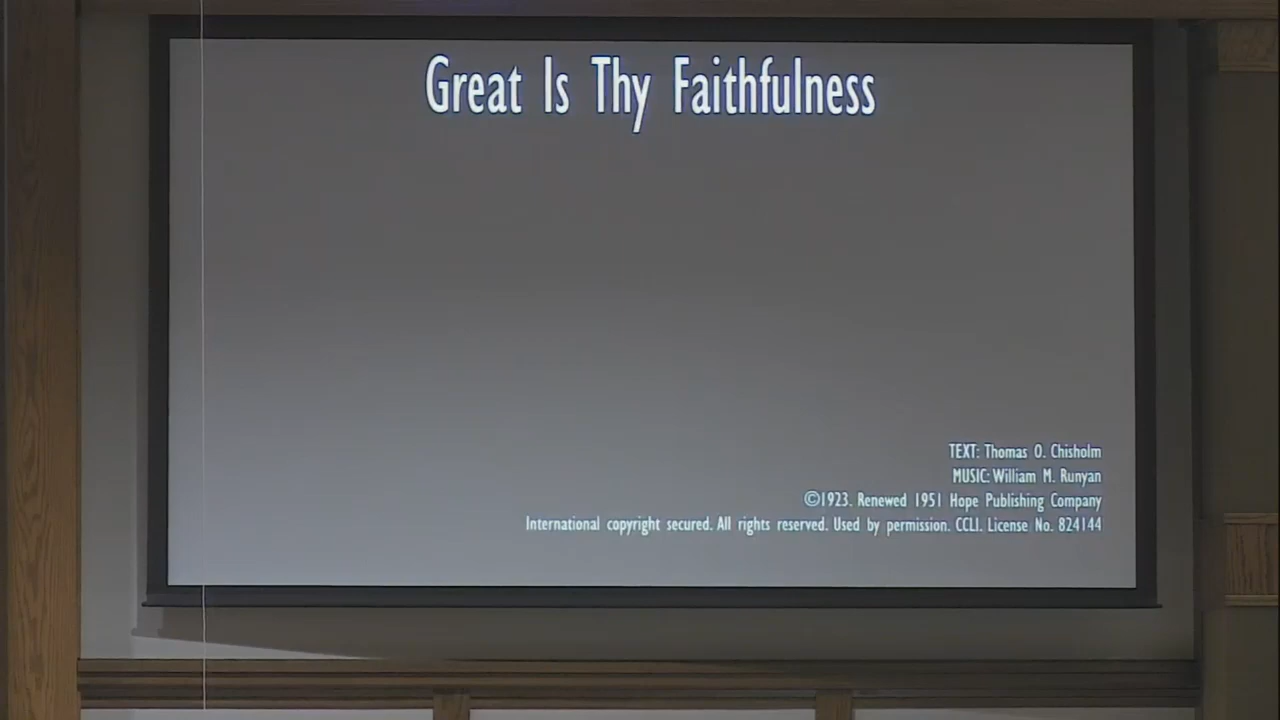 Great Is Thy Faithfulness
TEXT: Thomas O. Chisholm
MUSIC: William M. Runyan
©1923. Renewed 1951 Hope Publishing Company
International copyright secured. All rights reserved. Used by permission. CCLI. License No. 824144